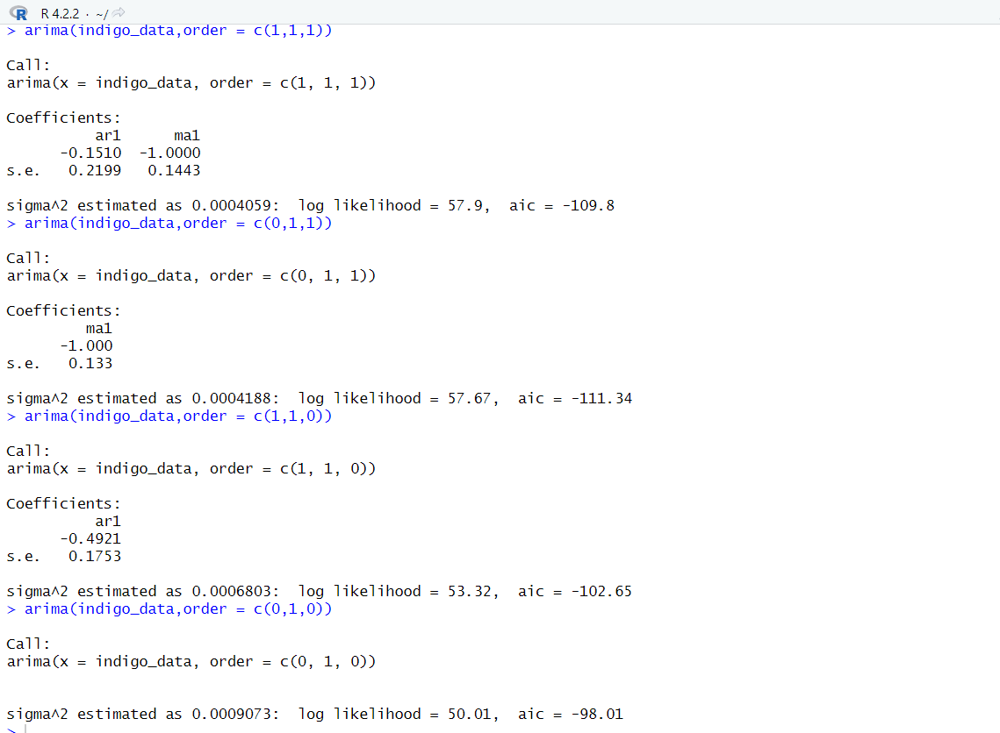 R R 4.2.2 · ~/
> arima(indigo_data,order = c(1,1,1))
Call:
arima(x = indigo_data, order = c(1, 1, 1))
Coefficients:
          ar1      ma1
      -0.1510  -1.0000
s.e.   0.2199   0.1443
sigma^2 estimated as 0.0004059:  log likelihood = 57.9,  aic = -109.8
> arima(indigo_data,order = c(0,1,1))
Call:
arima(x = indigo_data, order = c(0, 1, 1))
Coefficients:
         ma1
      -1.000
s.e.   0.133
sigma^2 estimated as 0.0004188:  log likelihood = 57.67,  aic = -111.34
> arima(indigo_data,order = c(1,1,0))
Call:
arima(x = indigo_data, order = c(1, 1, 0))
Coefficients:
          ar1
      -0.4921
s.e.   0.1753
sigma^2 estimated as 0.0006803:  log likelihood = 53.32,  aic = -102.65
> arima(indigo_data,order = c(0,1,0))
Call:
arima(x = indigo_data, order = c(0, 1, 0))
sigma^2 estimated as 0.0009073:  log likelihood = 50.01,  aic = -98.01
>